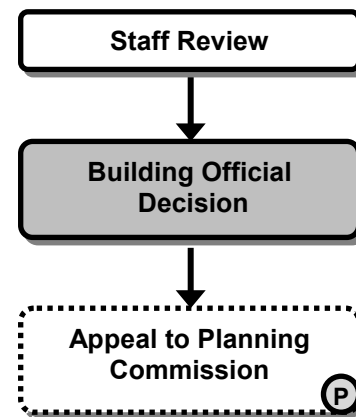 Staff Review
Building Official
Decision
Appeal to Planning
Commission
P